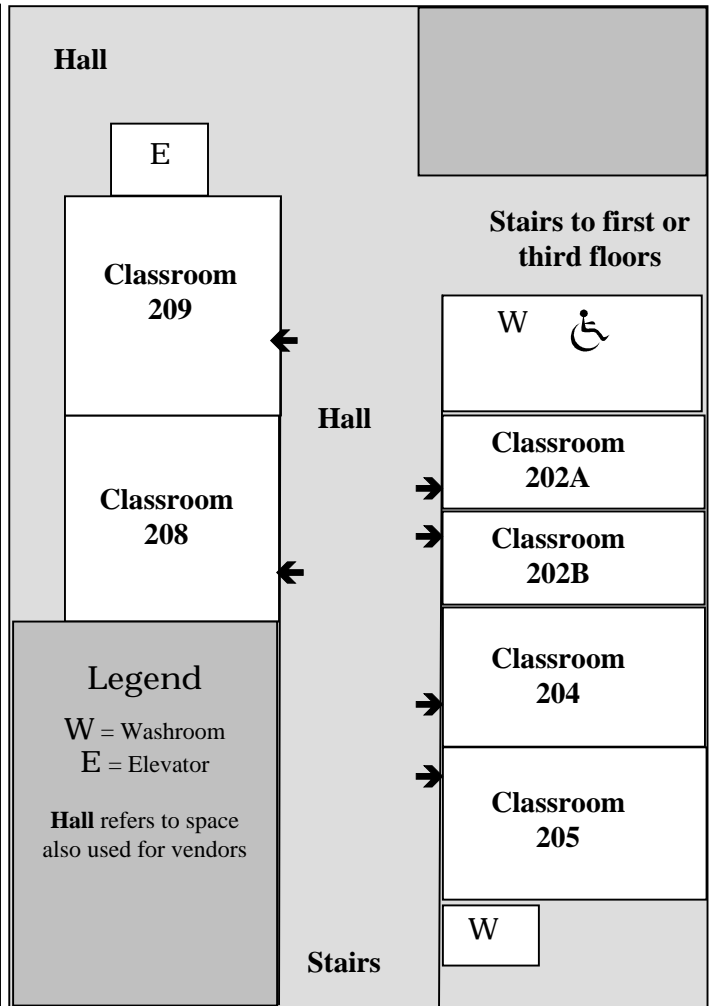 Hall
E
Stairs to first or
third floors
Classroom
209
W
Hall
Classroom
202A
Classroom
208
Classroom
202B
Classroom
204
Legend
W = Washroom
E = Elevator
Hall refers to space
also used for vendors
Classroom
205
W
Stairs